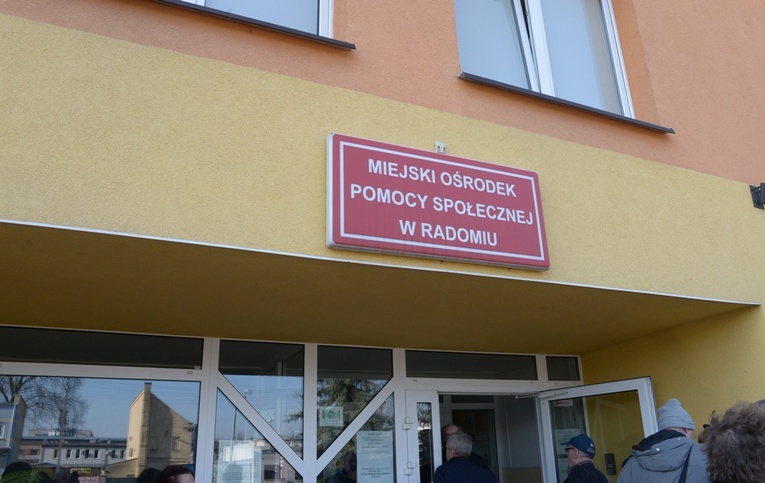 MIEJSKI OŚRODEK
POMOCY SPOŁECZNEJ
W RADOMIU